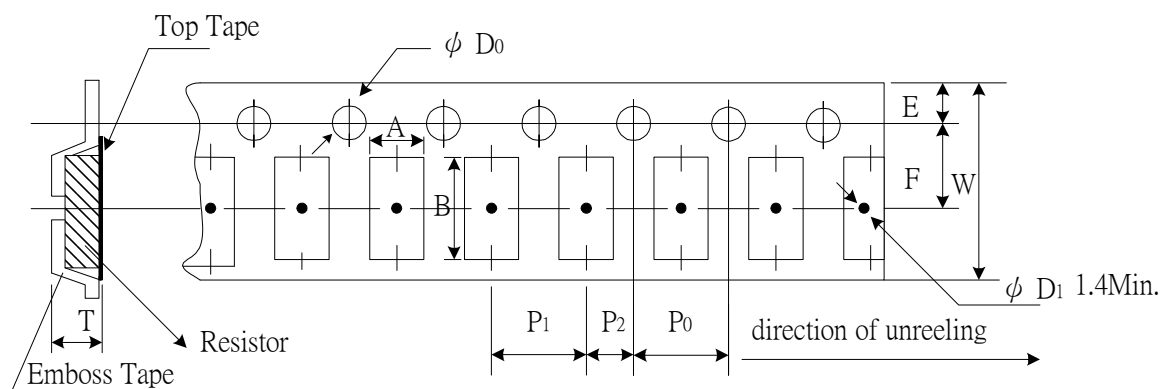 Top Tape
ϕ D0
A
E
B
F
W
ϕ D1 1.4Min.
T
Resistor
P1
P2
P0
direction of unreeling
Emboss Tape